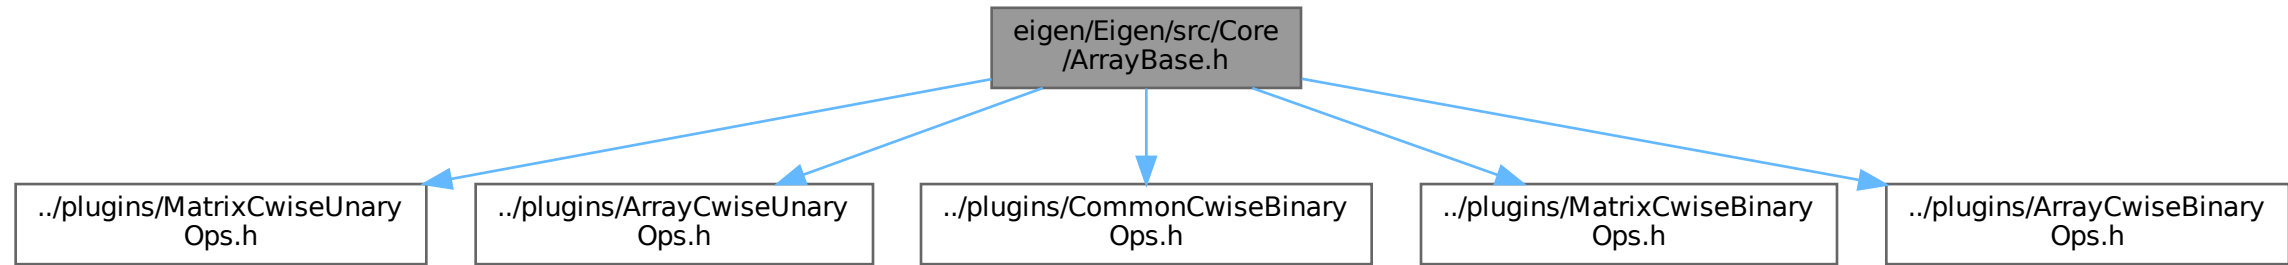 eigen/Eigen/src/Core
/ArrayBase.h
../plugins/MatrixCwiseUnary
Ops.h
../plugins/ArrayCwiseUnary
Ops.h
../plugins/CommonCwiseBinary
Ops.h
../plugins/MatrixCwiseBinary
Ops.h
../plugins/ArrayCwiseBinary
Ops.h